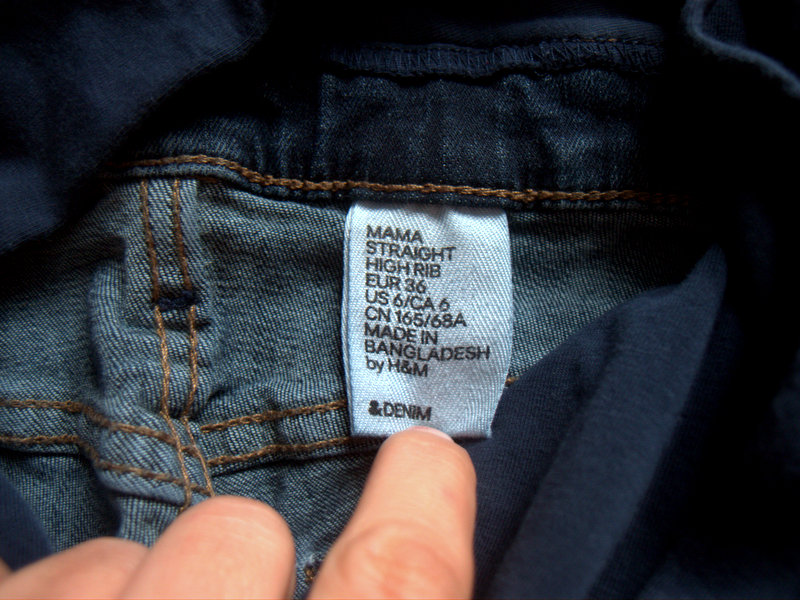 MAMA
STRAIGHT
HIGH RIB
EUR 36
US 6/CA 6
CN 165/68A
MADE IN
BANGLADESH
by H&M
&DENIM